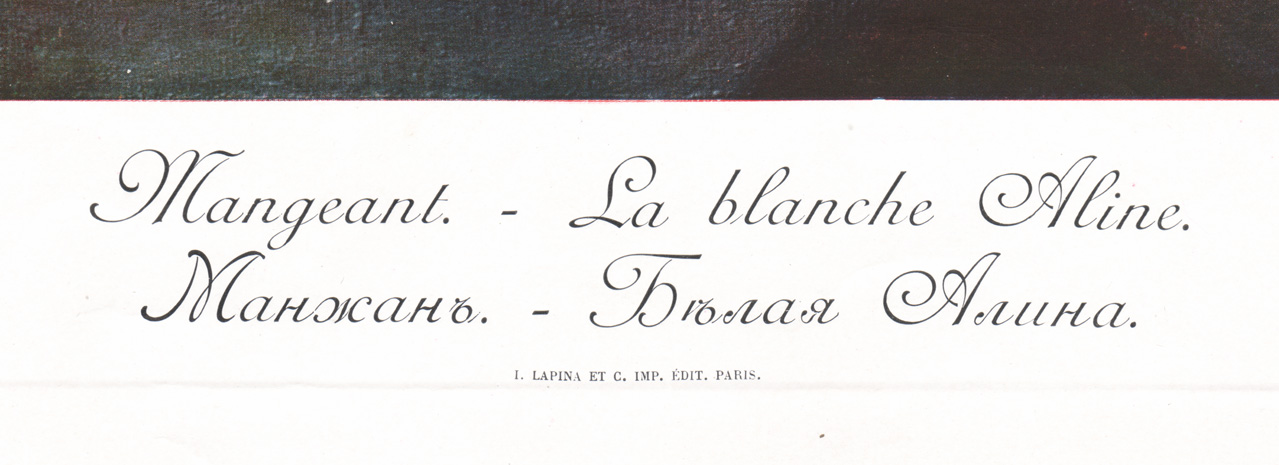 Mangeant. - La blanche Aline.
Манжанъ. - Бѣлая Алина.
I. LAPINA ET C. IMP. ÉDIT. PARIS.